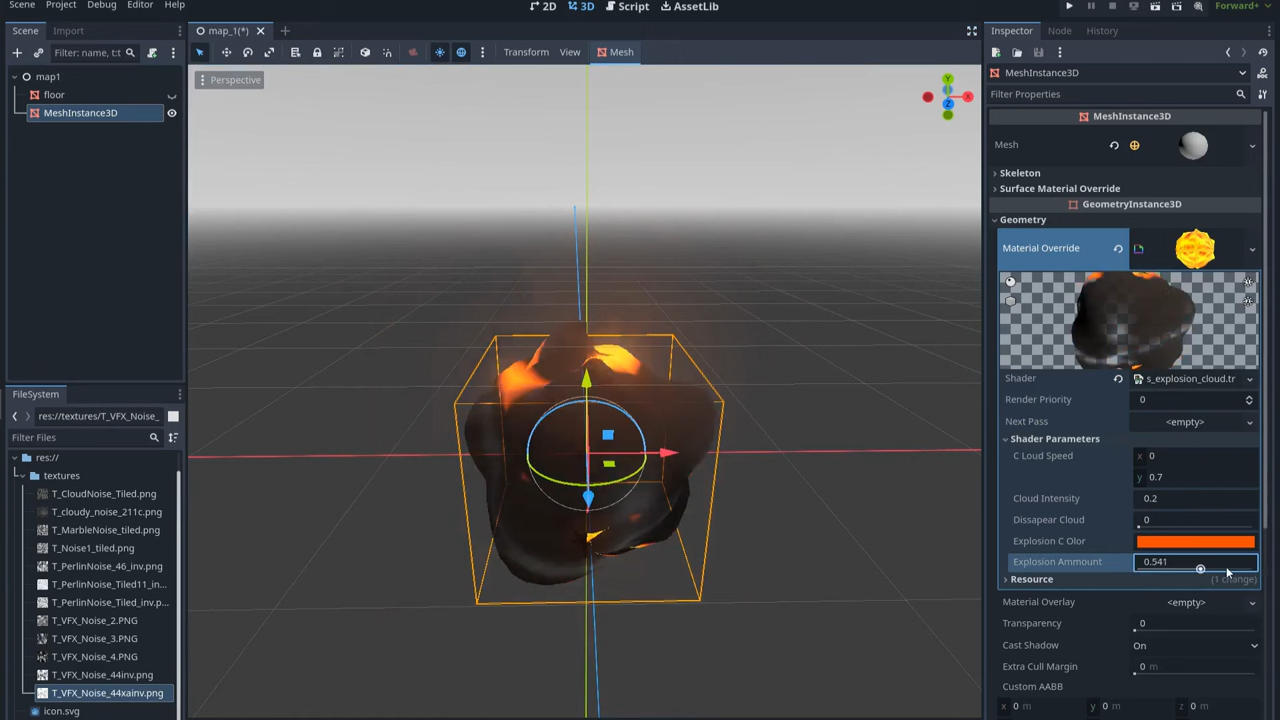 Scene Project Debug Editor Help
2D 3D Script AssetLib
Forward+
Scene Import
map_1(*)
Inspector Node History
Filter: name, t:t
Transform View Mesh
map1
floor
MeshInstance3D
Perspective
Y
X
Z
MeshInstance3D
Filter Properties
MeshInstance3D
Mesh
Skeleton
Surface Material Override
GeometryInstance3D
Geometry
Material Override
Shader s_explosion_cloud.tr
Render Priority 0
Next Pass <empty>
Shader Parameters
C Loud Speed x 0
y 0.7
Cloud Intensity 0.2
Dissapear Cloud 0
Explosion C Olor
Explosion Ammount 0.541
Resource (1 change)
Material Overlay <empty>
Transparency 0
Cast Shadow On
Extra Cull Margin 0 m
Custom AABB
x 0 m y 0 m z 0 m
FileSystem
res://textures/T_VFX_Noise_
Filter Files
res://
textures
T_CloudNoise_Tiled.png
T_cloudy_noise_211c.png
T_MarbleNoise_tiled.png
T_Noise1_tiled.png
T_PerlinNoise_46_inv.png
T_PerlinNoise_Tiled11_in...
T_PerlinNoise_Tiled_inv.p...
T_VFX_Noise_2.PNG
T_VFX_Noise_3.PNG
T_VFX_Noise_4.PNG
T_VFX_Noise_44inv.png
T_VFX_Noise_44xainv.png
icon.svg